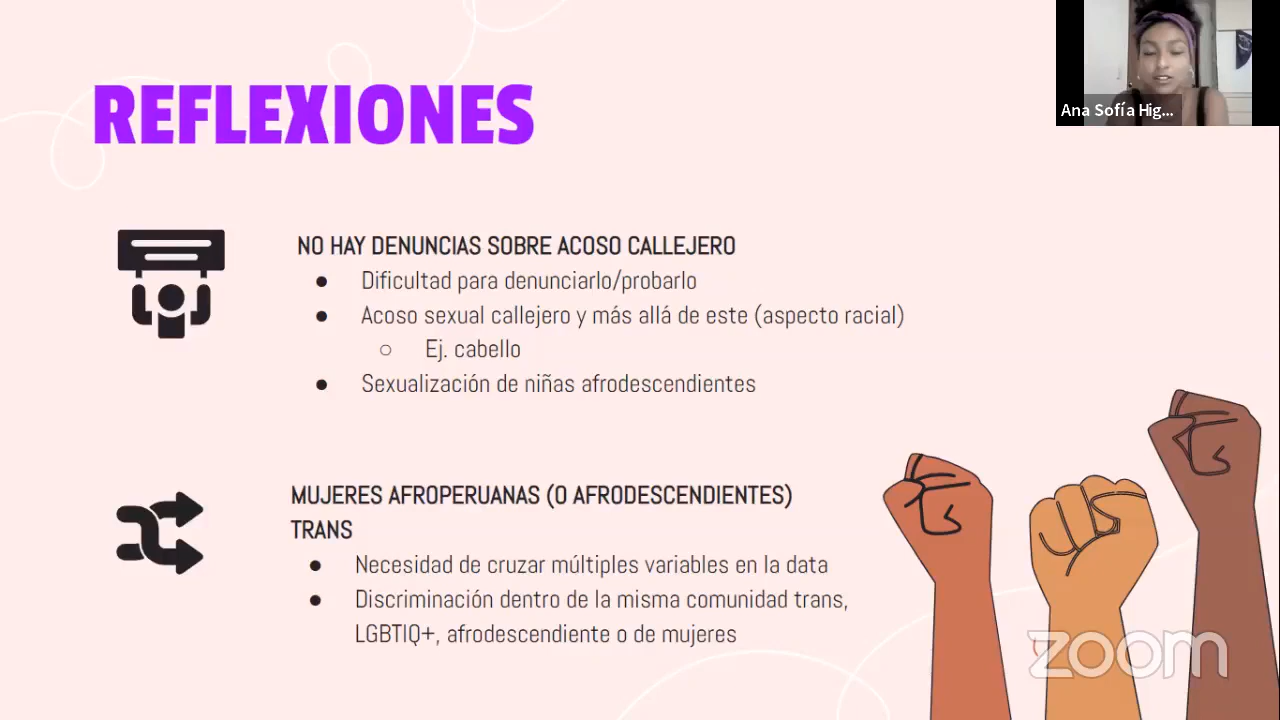 REFLEXIONES
Ana Sofía Hig...
NO HAY DENUNCIAS SOBRE ACOSO CALLEJERO
● Dificultad para denunciarlo/probarlo
● Acoso sexual callejero y más allá de este (aspecto racial)
○ Ej. cabello
● Sexualización de niñas afrodescendientes
MUJERES AFROPERUANAS (O AFRODESCENDIENTES)
TRANS
● Necesidad de cruzar múltiples variables en la data
● Discriminación dentro de la misma comunidad trans,
LGBTIQ+, afrodescendiente o de mujeres
zoom